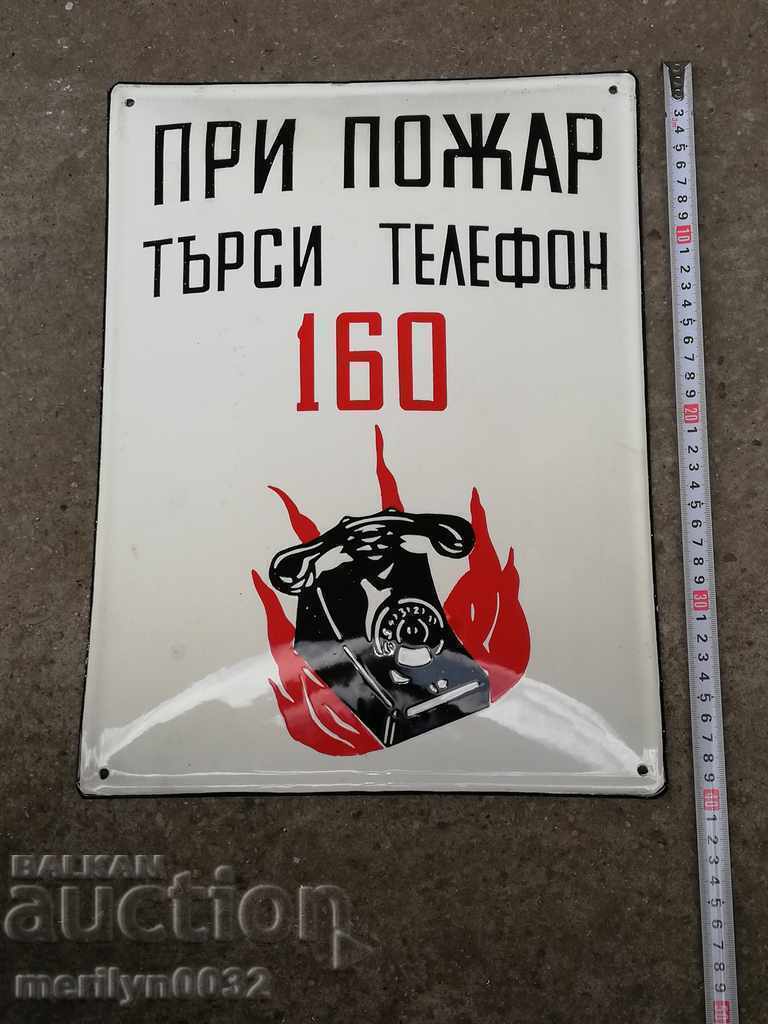 ПРИ ПОЖАР
ТЪРСИ ТЕЛЕФОН
160
BALKAN
auction
merilyn0032